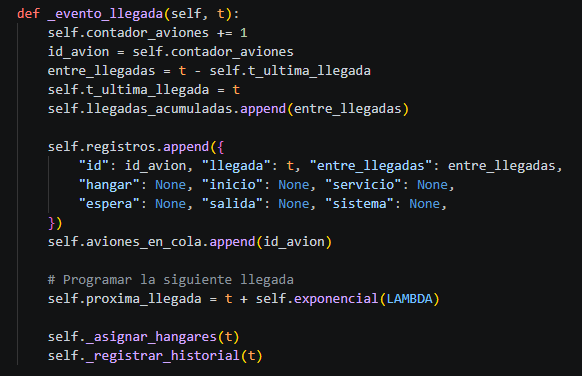 def _evento_llegada(self, t):
    self.contador_aviones += 1
    id_avion = self.contador_aviones
    entre_llegadas = t - self.t_ultima_llegada
    self.t_ultima_llegada = t
    self.llegadas_acumuladas.append(entre_llegadas)

    self.registros.append({
        "id": id_avion, "llegada": t, "entre_llegadas": entre_llegadas,
        "hangar": None, "inicio": None, "servicio": None,
        "espera": None, "salida": None, "sistema": None,
    })
    self.aviones_en_cola.append(id_avion)

    # Programar la siguiente llegada
    self.proxima_llegada = t + self.exponencial(LAMBDA)

    self._asignar_hangares(t)
    self._registrar_historial(t)